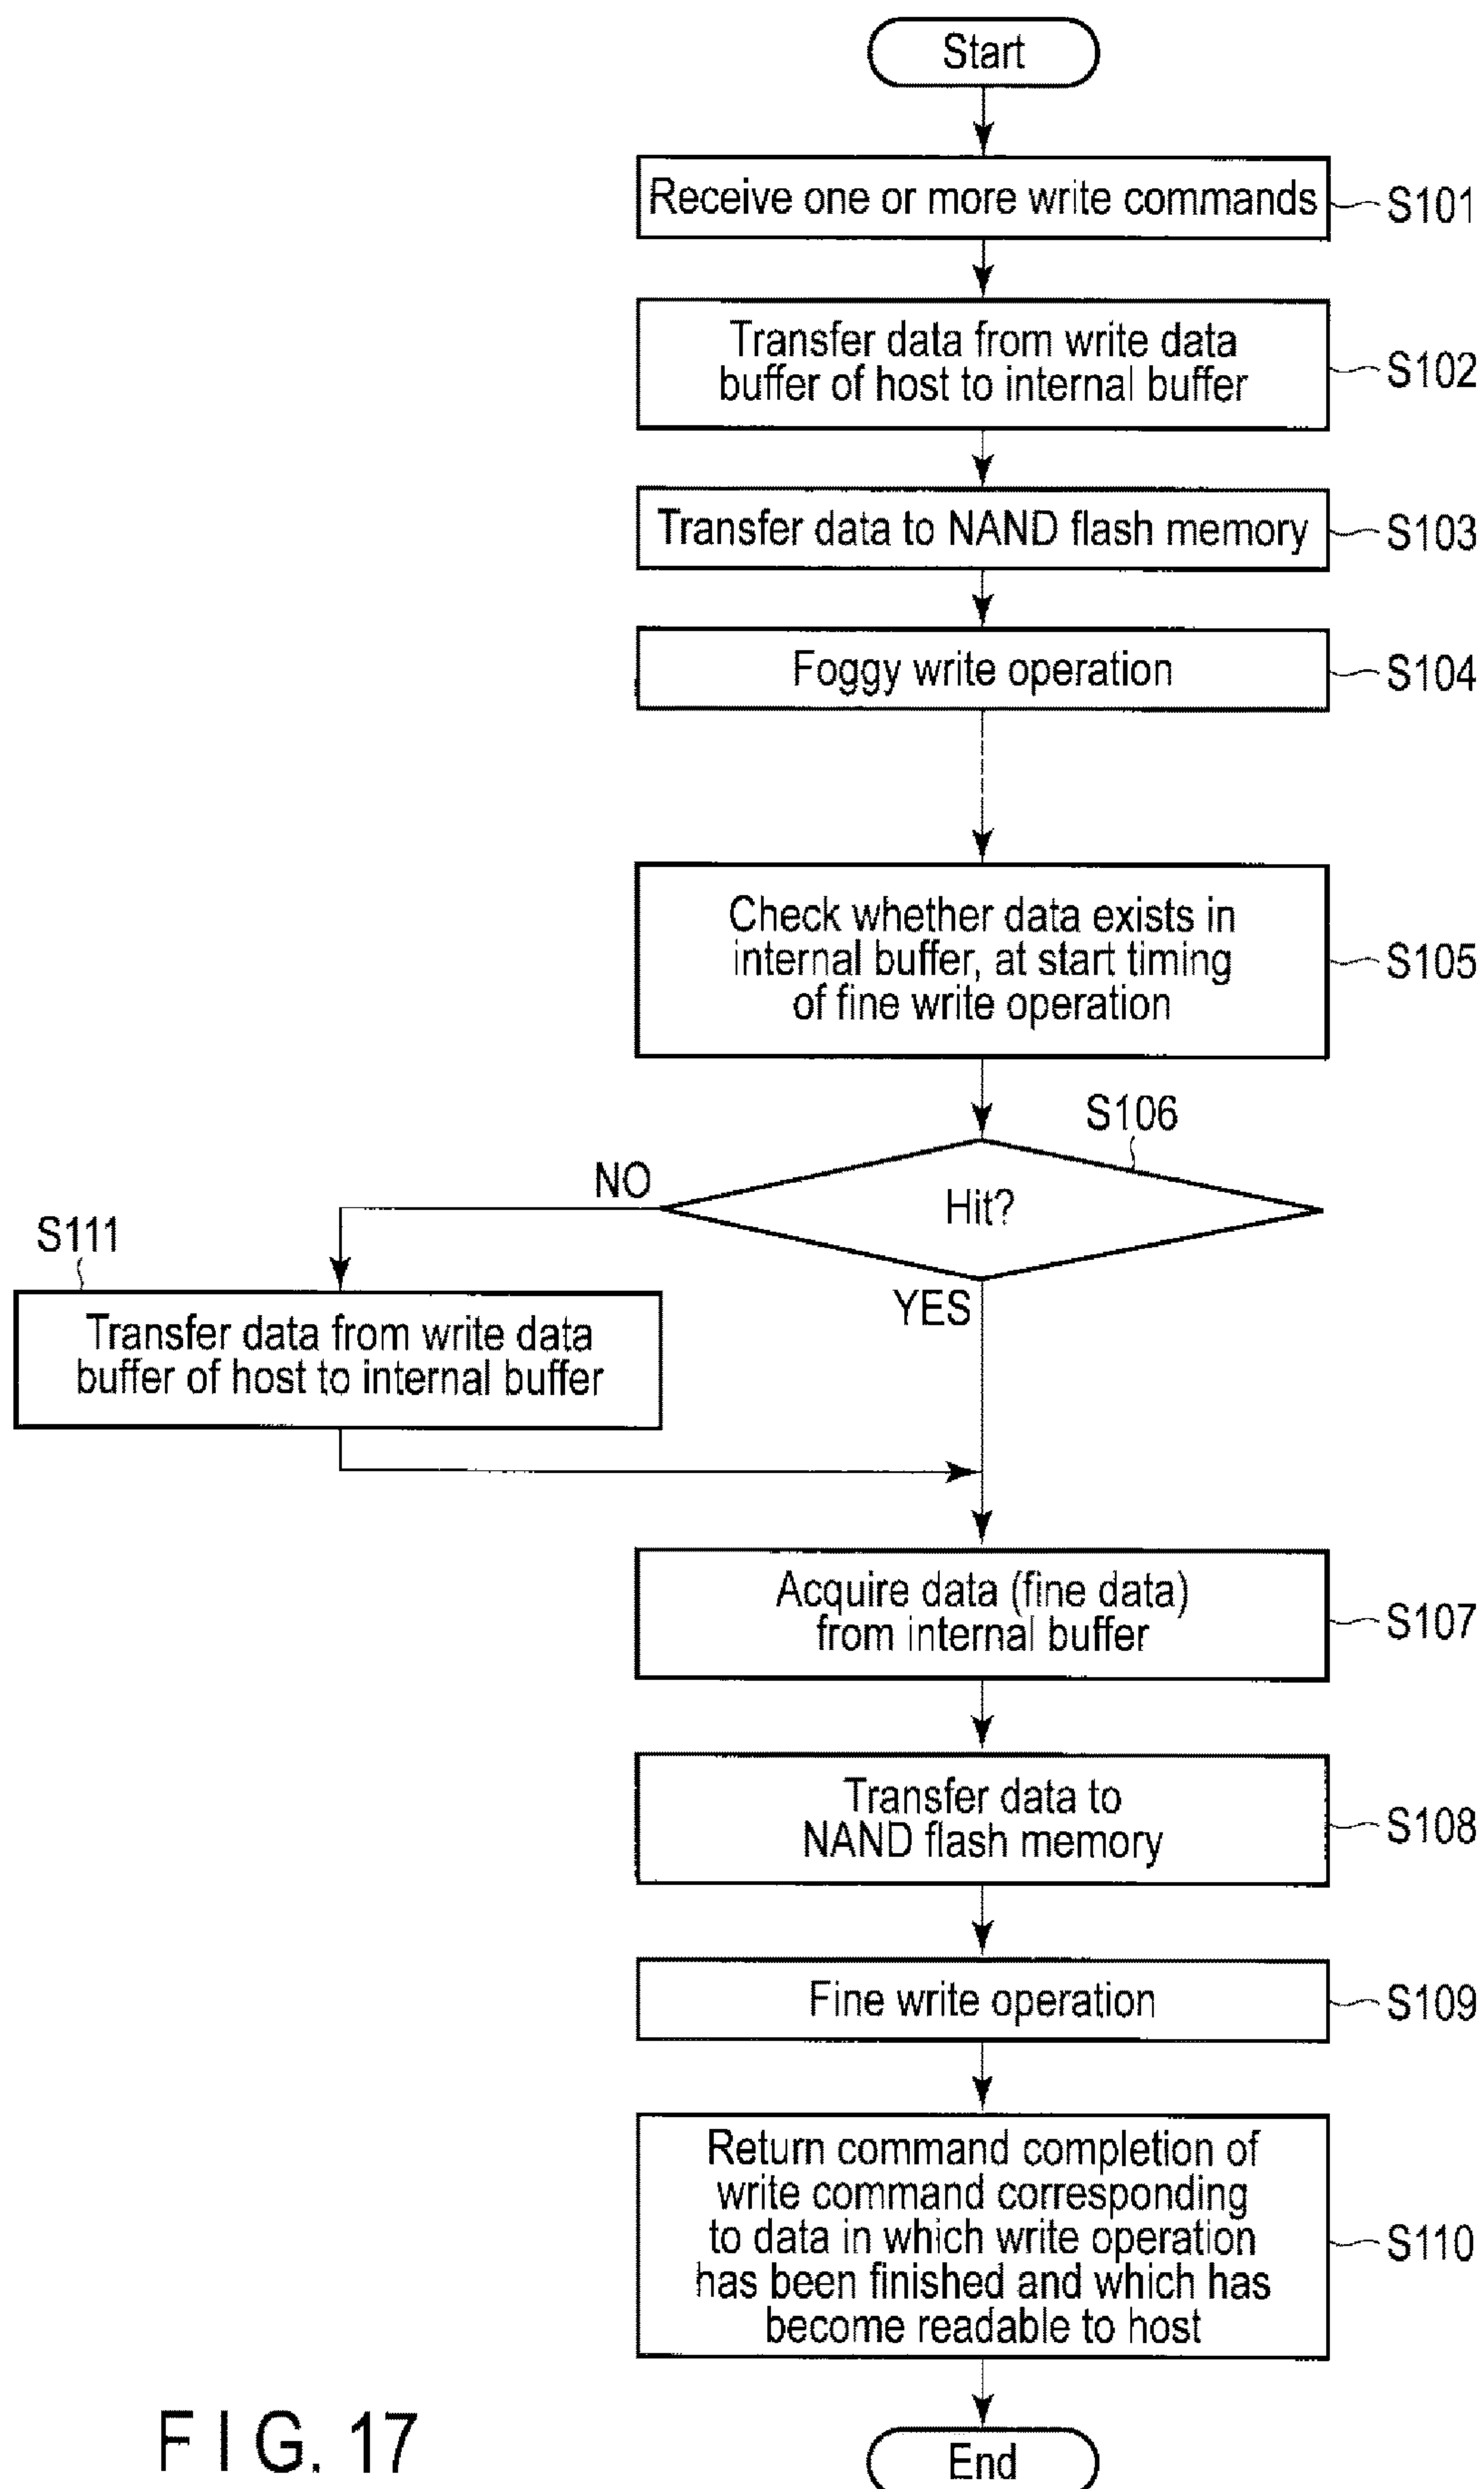 Start
Receive one or more write commands
S101
Transfer data from write data
buffer of host to internal buffer
S102
Transfer data to NAND flash memory
S103
Foggy write operation
S104
Check whether data exists in
internal buffer, at start timing
of fine write operation
S105
S106
Hit?
NO
YES
S111
Transfer data from write data
buffer of host to internal buffer
Acquire data (fine data)
from internal buffer
S107
Transfer data to
NAND flash memory
S108
Fine write operation
S109
Return command completion of
write command corresponding
to data in which write operation
has been finished and which has
become readable to host
S110
End
FIG. 17